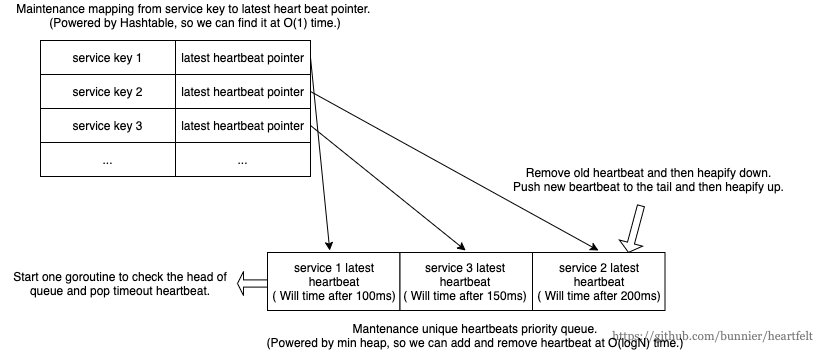 Maintenance mapping from service key to latest heart beat pointer.
(Powered by Hashtable, so we can find it at O(1) time.)
service key 1
latest heartbeat pointer
service key 2
latest heartbeat pointer
service key 3
latest heartbeat pointer
...
...
Remove old heartbeat and then heapify down.
Push new beartbeat to the tail and then heapify up.
Start one goroutine to check the head of
queue and pop timeout heartbeat.
service 1 latest
heartbeat
( Will time after 100ms)
service 3 latest
heartbeat
( Will time after 150ms)
service 2 latest
heartbeat
( Will time after 200ms)
Mantenance unique heartbeats priority queue.
(Powered by min heap, so we can add and remove heartbeat at O(logN) time.)
https://github.com/bunnier/heartfelt